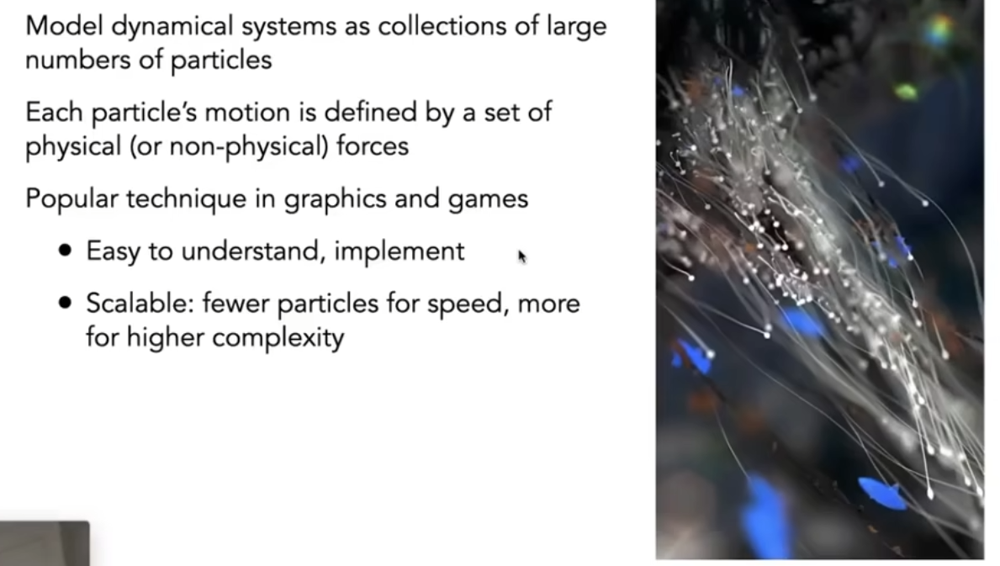 Model dynamical systems as collections of large
numbers of particles
Each particle’s motion is defined by a set of
physical (or non-physical) forces
Popular technique in graphics and games
● Easy to understand, implement
● Scalable: fewer particles for speed, more
for higher complexity